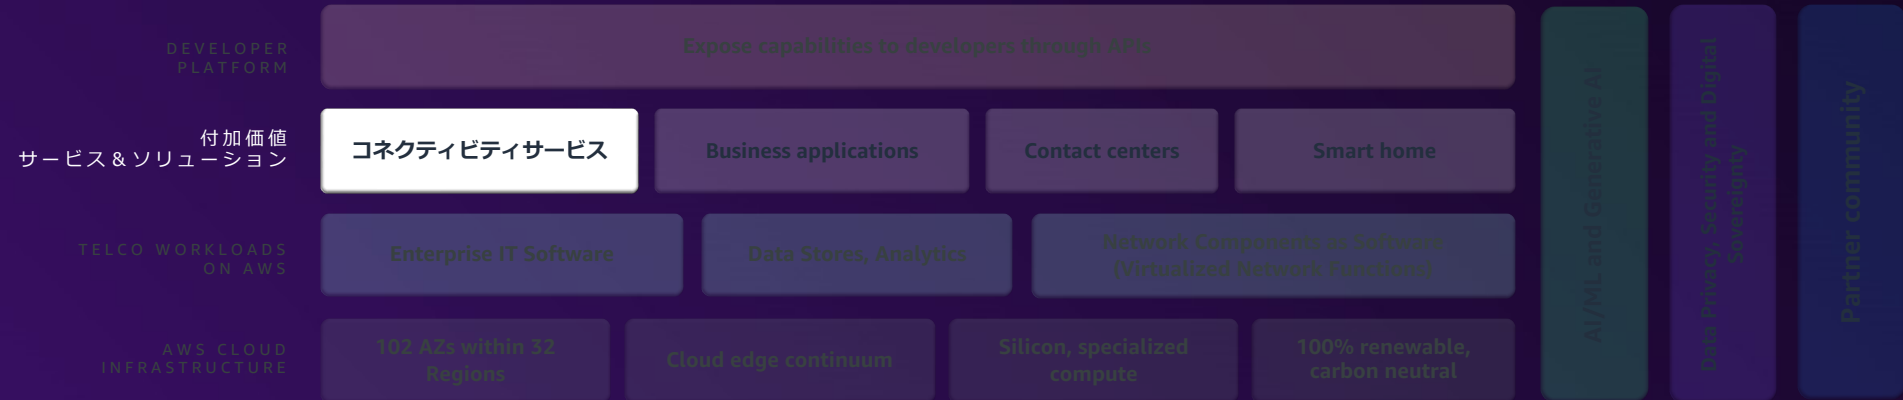 DEVELOPER
PLATFORM
Expose capabilities to developers through APIs
付加価値
サービス＆ソリューション
コネクティビティサービス
Business applications
Contact centers
Smart home
TELCO WORKLOADS
ON AWS
Enterprise IT Software
Data Stores, Analytics
Network Components as Software
(Virtualized Network Functions)
AWS CLOUD
INFRASTRUCTURE
102 AZs within 32
Regions
Cloud edge continuum
Silicon, specialized
compute
100% renewable,
carbon neutral
AI/ML and Generative AI
Data Privacy, Security and Digital
Sovereignty
Partner community